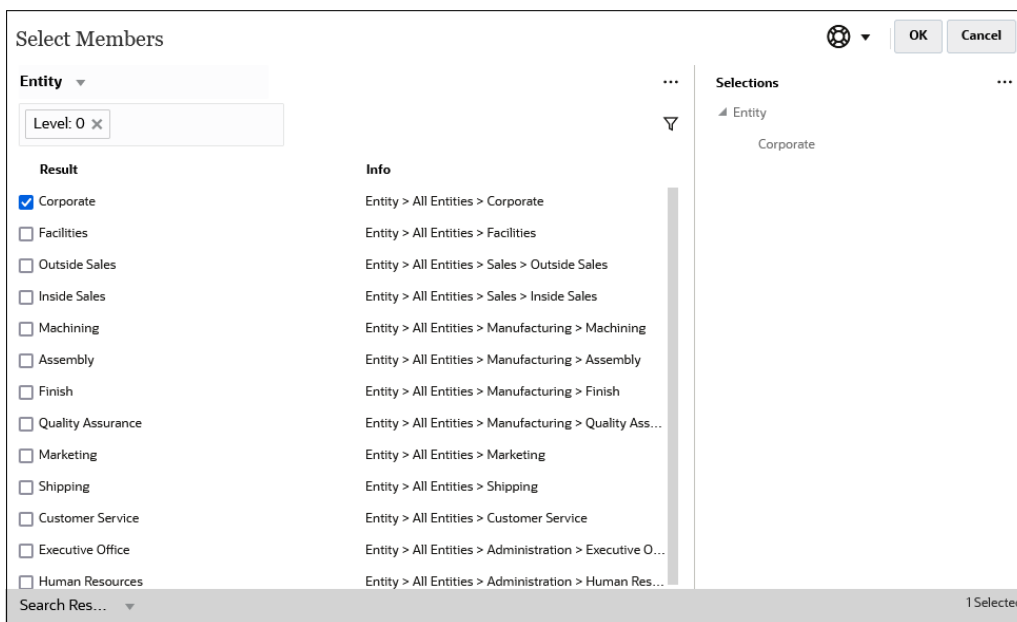 Select Members
OK
Cancel
Entity
Level: 0
Result Info
Corporate Entity > All Entities > Corporate
Facilities Entity > All Entities > Facilities
Outside Sales Entity > All Entities > Sales > Outside Sales
Inside Sales Entity > All Entities > Sales > Inside Sales
Machining Entity > All Entities > Manufacturing > Machining
Assembly Entity > All Entities > Manufacturing > Assembly
Finish Entity > All Entities > Manufacturing > Finish
Quality Assurance Entity > All Entities > Manufacturing > Quality Ass...
Marketing Entity > All Entities > Marketing
Shipping Entity > All Entities > Shipping
Customer Service Entity > All Entities > Customer Service
Executive Office Entity > All Entities > Administration > Executive O...
Human Resources Entity > All Entities > Administration > Human Res...
Search Res...
Selections
Entity
Corporate
1 Selected